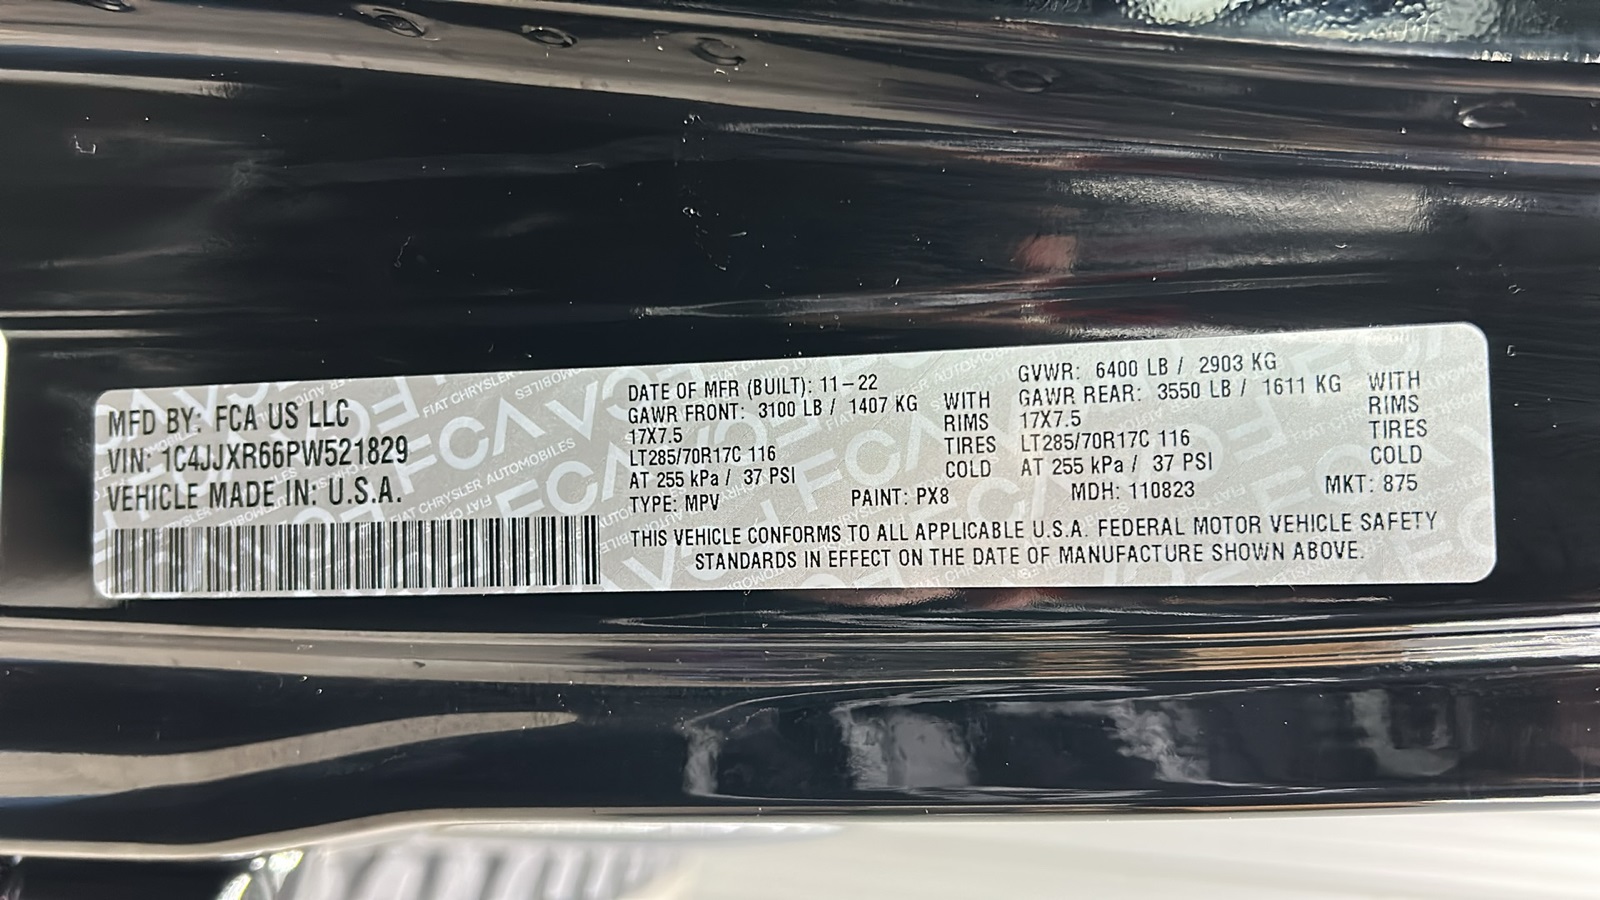 MFD BY: FCA US LLC
VIN: 1C4JJXR66PW521829
VEHICLE MADE IN: U.S.A.
DATE OF MFR (BUILT): 11-22
GAWR FRONT: 3100 LB / 1407 KG WITH
17X7.5 RIMS
LT285/70R17C 116 TIRES
AT 255 kPa / 37 PSI COLD
TYPE: MPV PAINT: PX8
GVWR: 6400 LB / 2903 KG
GAWR REAR: 3550 LB / 1611 KG WITH
17X7.5 RIMS
LT285/70R17C 116 TIRES
AT 255 kPa / 37 PSI COLD
MDH: 110823 MKT: 875
THIS VEHICLE CONFORMS TO ALL APPLICABLE U.S.A. FEDERAL MOTOR VEHICLE SAFETY
STANDARDS IN EFFECT ON THE DATE OF MANUFACTURE SHOWN ABOVE.
FCA
FIAT CHRYSLER AUTOMOBILES